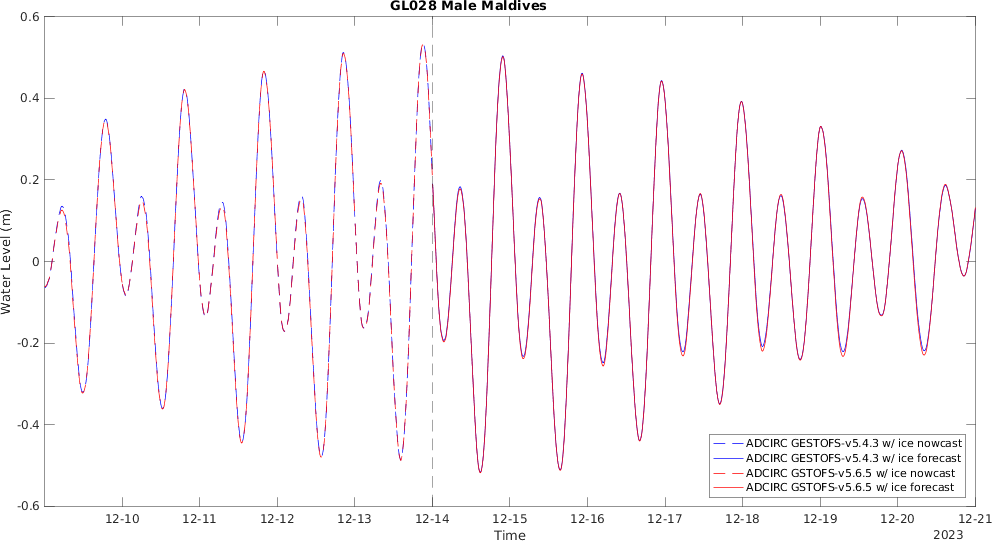 GL028 Male Maldives
0.6
0.4
0.2
0
-0.2
-0.4
-0.6
Water Level (m)
ADCIRC GESTOFS-v5.4.3 w/ ice nowcast
ADCIRC GESTOFS-v5.4.3 w/ ice forecast
ADCIRC GSTOFS-v5.6.5 w/ ice nowcast
ADCIRC GSTOFS-v5.6.5 w/ ice forecast
12-10 12-11 12-12 12-13 12-14 12-15 12-16 12-17 12-18 12-19 12-20 12-21
Time
2023